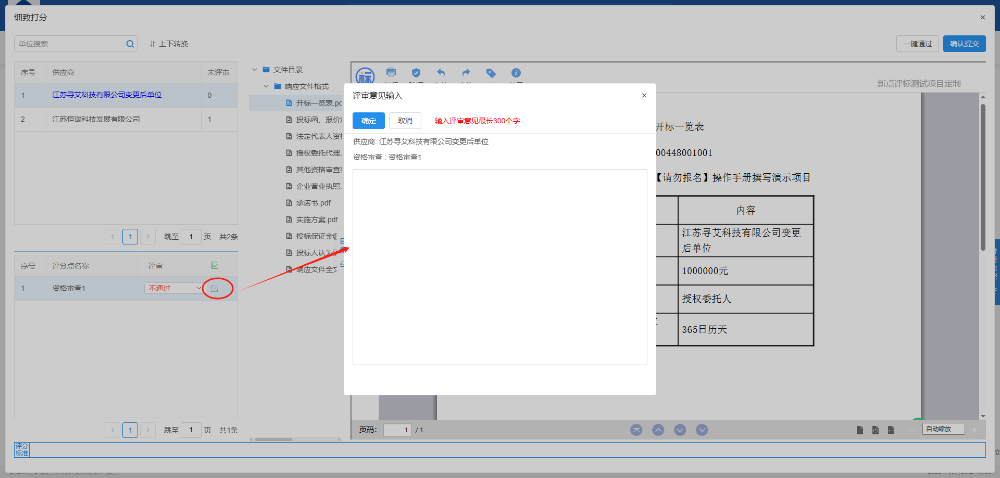 细致打分
单位搜索
上下转换
一键通过
确认提交
序号 供应商 未评审
1 江苏寻艾科技有限公司变更后单位 0
2 江苏恒瑞科技发展有限公司 1
1 跳至 1 页 共2条
序号 评分点名称 评审
1 资格审查1 不通过
1 跳至 1 页 共1条
评分
标准
文件目录
响应文件格式
开标一览表.pd
投标函、报价
法定代表人资格
授权委托代理
其他资格审查
企业营业执照
承诺书.pdf
实施方案.pdf
投标保证金缴
投标人认为
响应文件全文
标
新点评标测试项目定制
评审意见输入
确定 取消 输入评审意见最长300个字
供应商: 江苏寻艾科技有限公司变更后单位
资格审查 : 资格审查1
开标一览表
00448001001
【请勿报名】操作手册撰写演示项目
内容
江苏寻艾科技有限公司变更
后单位
1000000元
授权委托人
365日历天
页码: 1 / 1
自动缩放